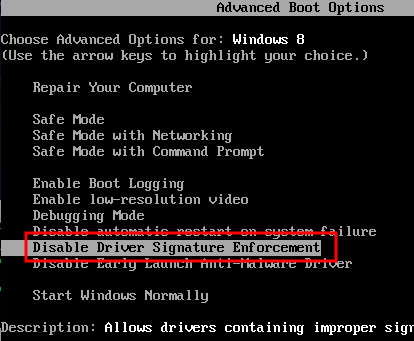 Advanced Boot Options
Choose Advanced Options for: Windows 8
(Use the arrow keys to highlight your choice.)
Repair Your Computer
Safe Mode
Safe Mode with Networking
Safe Mode with Command Prompt
Enable Boot Logging
Enable low-resolution video
Debugging Mode
Disable automatic restart on system failure
Disable Driver Signature Enforcement
Disable Early Launch Anti-Malware Driver
Start Windows Normally
Description: Allows drivers containing improper sign